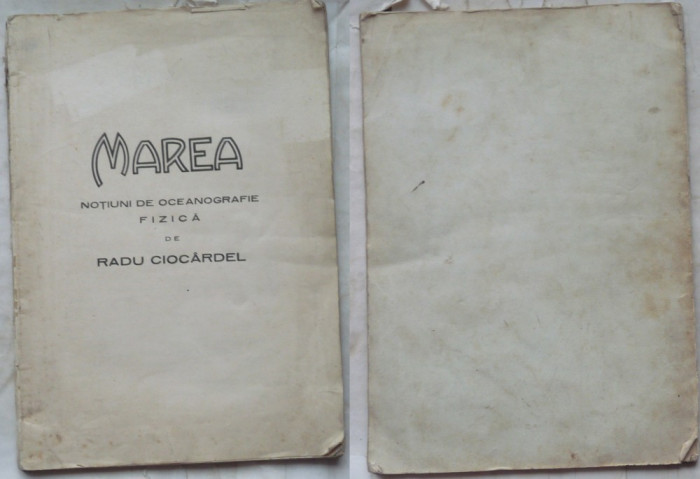 MAREA
NOȚIUNI DE OCEANOGRAFIE
FIZICĂ
DE
RADU CIOCÂRDEL